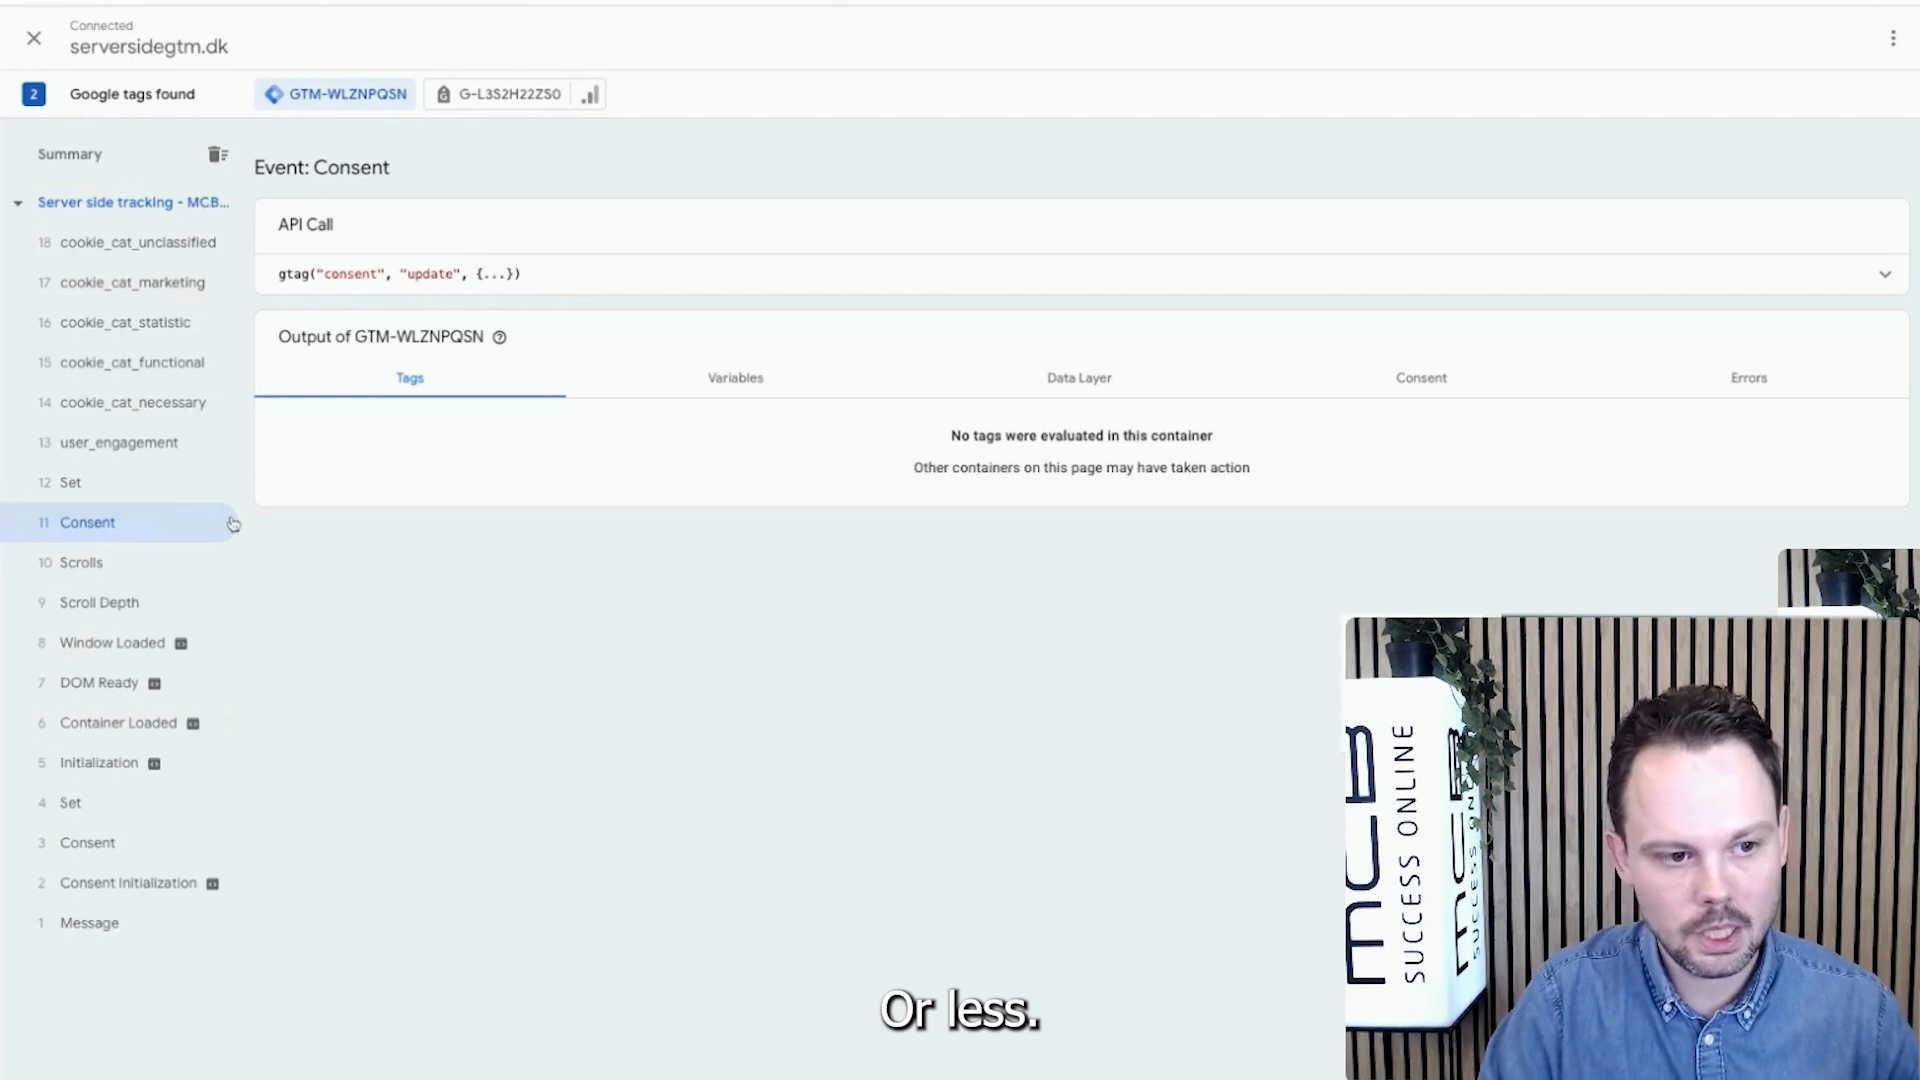 Connected
serversidegtm.dk
2 Google tags found GTM-WLZNPQSN G-L3S2H22ZS0
Summary
Server side tracking - MCB...
18 cookie_cat_unclassified
17 cookie_cat_marketing
16 cookie_cat_statistic
15 cookie_cat_functional
14 cookie_cat_necessary
13 user_engagement
12 Set
11 Consent
10 Scrolls
9 Scroll Depth
8 Window Loaded
7 DOM Ready
6 Container Loaded
5 Initialization
4 Set
3 Consent
2 Consent Initialization
1 Message
Event: Consent
API Call
gtag("consent", "update", {...})
Output of GTM-WLZNPQSN
Tags Variables Data Layer Consent Errors
No tags were evaluated in this container
Other containers on this page may have taken action
MCB
SUCCESS ONLINE
MCB
SUCCESS ONLINE
Or less.